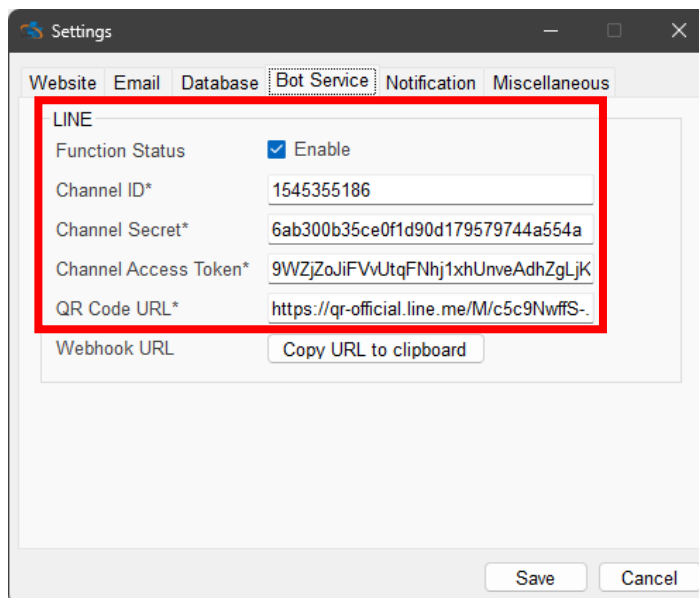 Settings
Website Email Database Bot Service Notification Miscellaneous
LINE
Function Status Enable
Channel ID* 1545355186
Channel Secret* 6ab300b35ce0f1d90d179579744a554a
Channel Access Token* 9WZjZoJiFVvUtqFNhj1xhUnveAdhZgLjK
QR Code URL* https://qr-official.line.me/M/c5c9NwffS-.
Webhook URL Copy URL to clipboard
Save Cancel